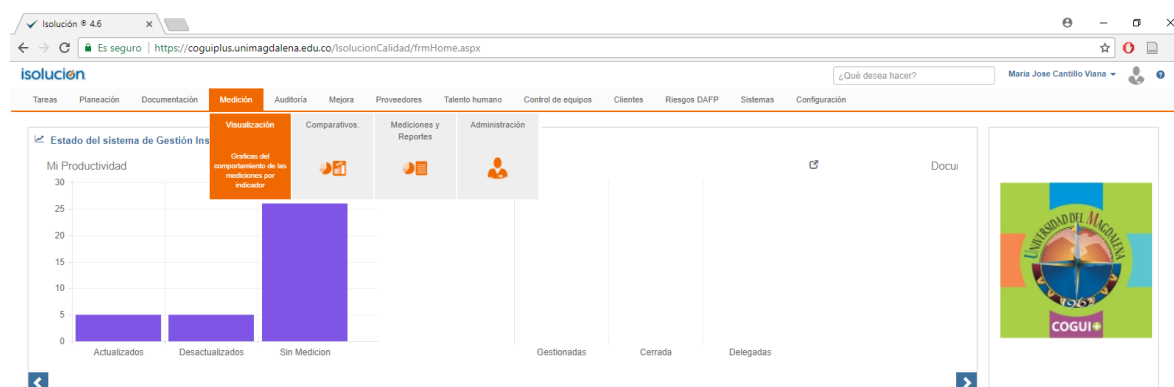 Isolución ® 4.6
Es seguro | https://coguiplus.unimagdalena.edu.co/IsolucionCalidad/frmHome.aspx
isolución
¿Qué desea hacer?
Maria Jose Cantillo Viana
Tareas Planeación Documentación Medición Auditoría Mejora Proveedores Talento humano Control de equipos Clientes Riesgos DAFP Sistemas Configuración
Visualización
Graficas del
comportamiento de las
mediciones por
indicador
Comparativos.
Mediciones y
Reportes
Administración
Estado del sistema de Gestión Ins
Mi Productividad
Docu
30
25
20
15
10
5
0
Actualizados Desactualizados Sin Medicion
Gestionadas Cerrada Delegadas
UNIVERSIDAD DEL MAGDALENA
1962
COGUI+